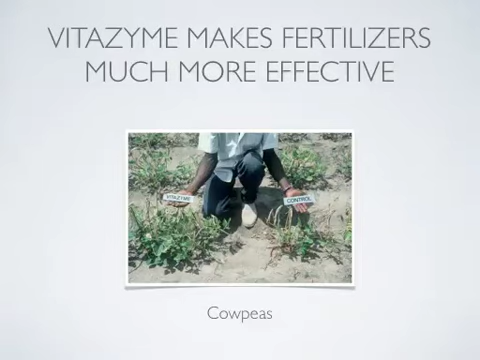 VITAZYME MAKES FERTILIZERS
MUCH MORE EFFECTIVE
VITAZYME
CONTROL
Cowpeas